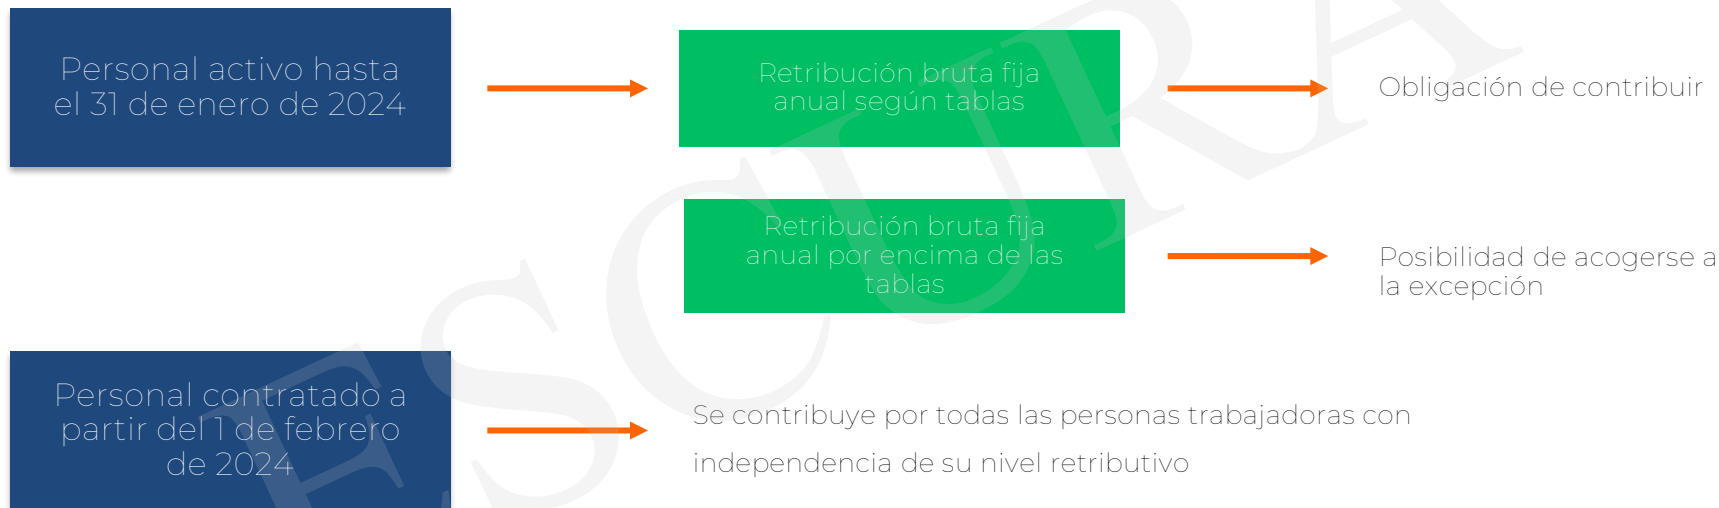 Personal activo hasta
el 31 de enero de 2024
Retribución bruta fija
anual según tablas
Obligación de contribuir
Retribución bruta fija
anual por encima de las
tablas
Posibilidad de acogerse a
la excepción
Personal contratado a
partir del 1 de febrero
de 2024
Se contribuye por todas las personas trabajadoras con
independencia de su nivel retributivo
ESCURA